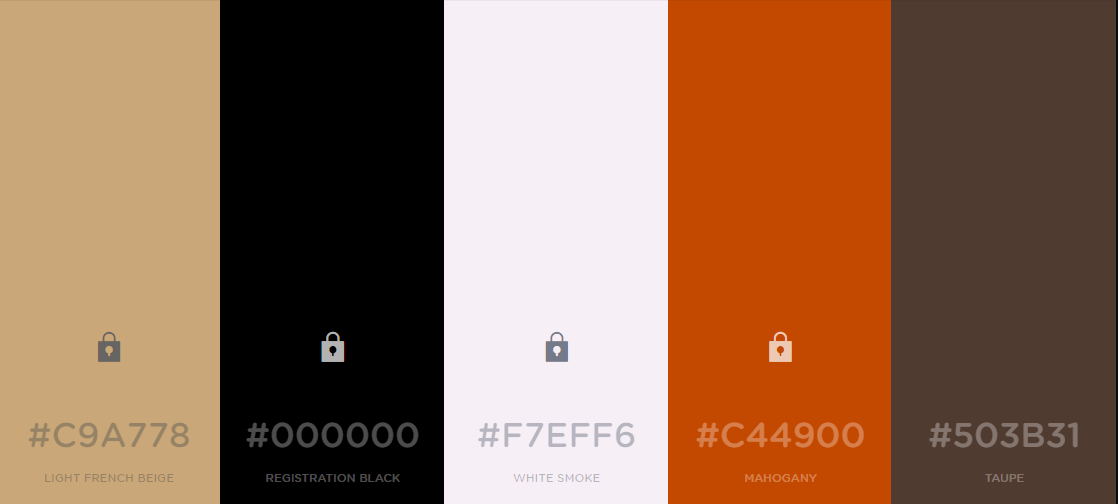 #C9A778
LIGHT FRENCH BEIGE
#000000
REGISTRATION BLACK
#F7EFF6
WHITE SMOKE
#C44900
MAHOGANY
#503B31
TAUPE